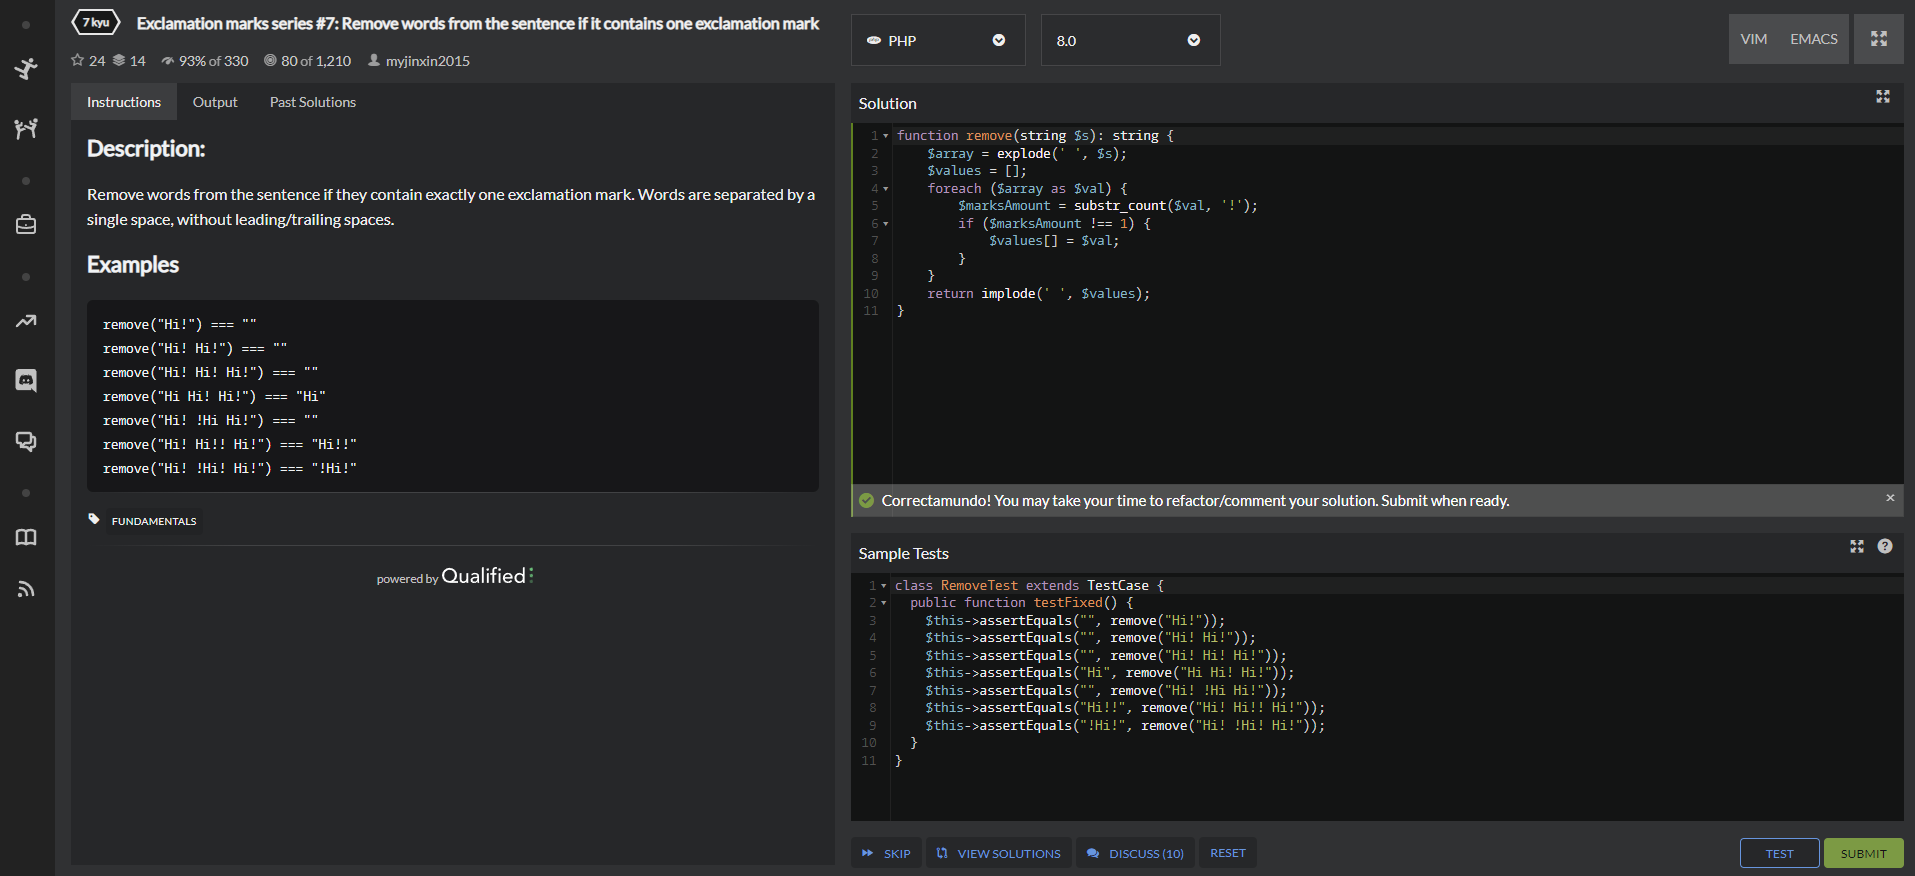 7 kyu
Exclamation marks series #7: Remove words from the sentence if it contains one exclamation mark
24 14 93% of 330 80 of 1,210 myjinxin2015
Instructions Output Past Solutions
Description:
Remove words from the sentence if they contain exactly one exclamation mark. Words are separated by a
single space, without leading/trailing spaces.
Examples
remove("Hi!") === ""
remove("Hi! Hi!") === ""
remove("Hi! Hi! Hi!") === ""
remove("Hi Hi! Hi!") === "Hi"
remove("Hi! !Hi Hi!") === ""
remove("Hi! Hi!! Hi!") === "Hi!!"
remove("Hi! !Hi! Hi!") === "!Hi!"
FUNDAMENTALS
powered by Qualified
php PHP 8.0 VIM EMACS
Solution
1 function remove(string $s): string {
2 $array = explode(' ', $s);
3 $values = [];
4 foreach ($array as $val) {
5 $marksAmount = substr_count($val, '!');
6 if ($marksAmount !== 1) {
7 $values[] = $val;
8 }
9 }
10 return implode(' ', $values);
11 }
Correctamundo! You may take your time to refactor/comment your solution. Submit when ready. ×
Sample Tests ?
1 class RemoveTest extends TestCase {
2 public function testFixed() {
3 $this->assertEquals("", remove("Hi!"));
4 $this->assertEquals("", remove("Hi! Hi!"));
5 $this->assertEquals("", remove("Hi! Hi! Hi!"));
6 $this->assertEquals("Hi", remove("Hi Hi! Hi!"));
7 $this->assertEquals("", remove("Hi! !Hi Hi!"));
8 $this->assertEquals("Hi!!", remove("Hi! Hi!! Hi!"));
9 $this->assertEquals("!Hi!", remove("Hi! !Hi! Hi!"));
10 }
11 }
SKIP VIEW SOLUTIONS DISCUSS (10) RESET TEST SUBMIT